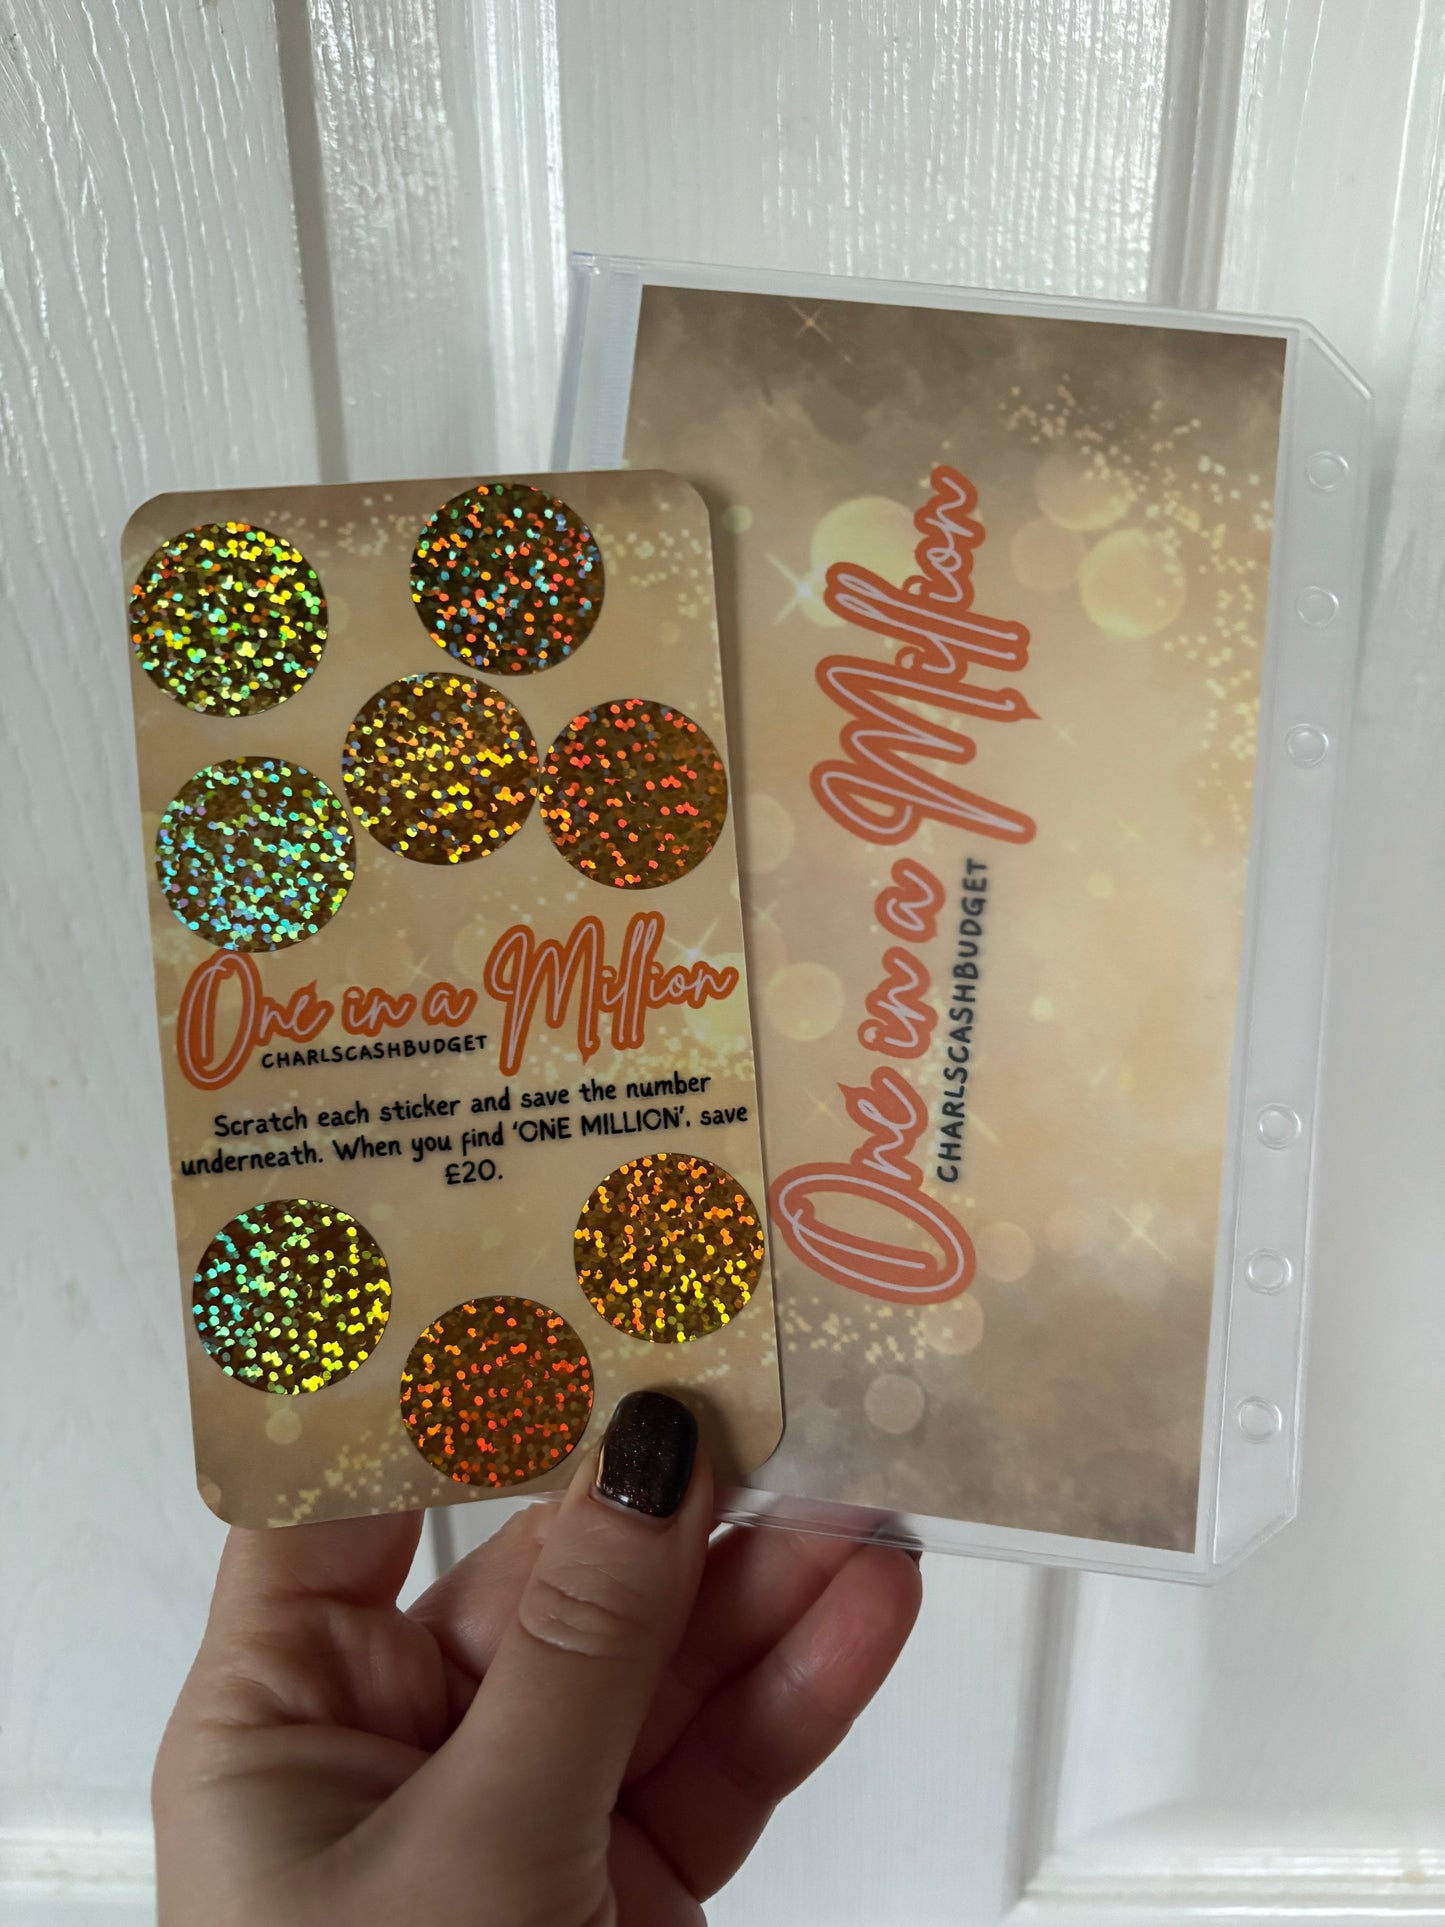 One in a Million
CHARLSCASHBUDGET
Scratch each sticker and save the number
underneath. When you find 'ONE MILLION', save
£20.
One in a Million
CHARLSCASHBUDGET